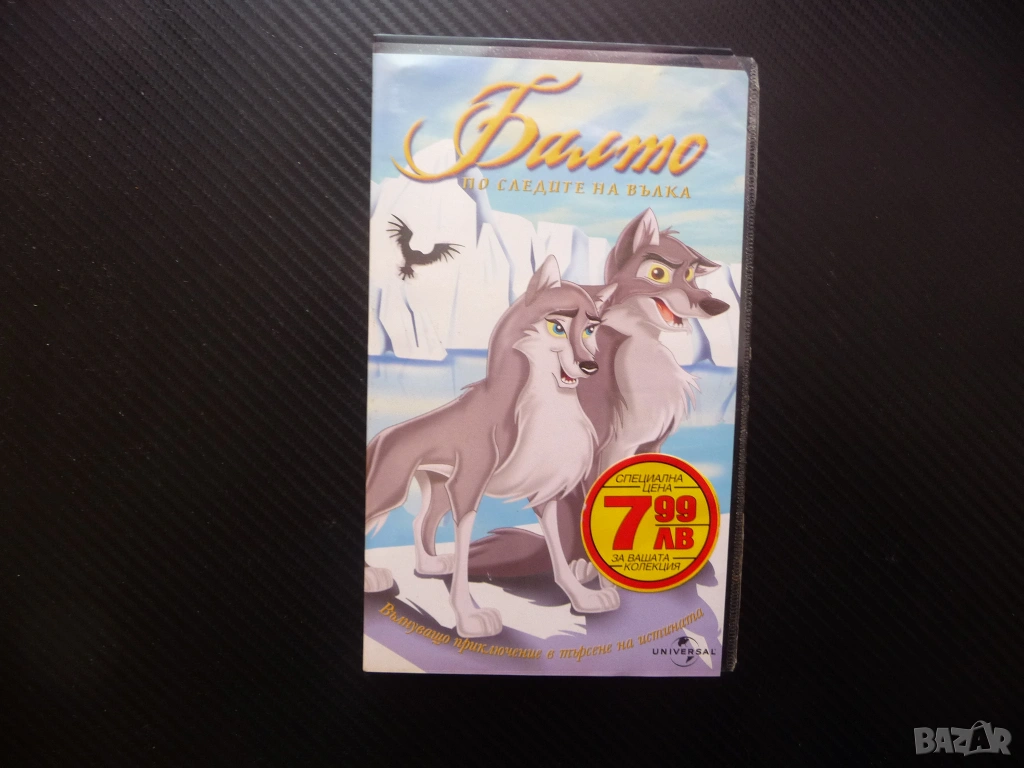 Балто
ПО СЛЕДИТЕ НА ВЪЛКА
СПЕЦИАЛНА
ЦЕНА
7 99
ЛВ
ЗА ВАШАТА
КОЛЕКЦИЯ
Вълнуващо приключение в търсене на истината
UNIVERSAL
BAZAR